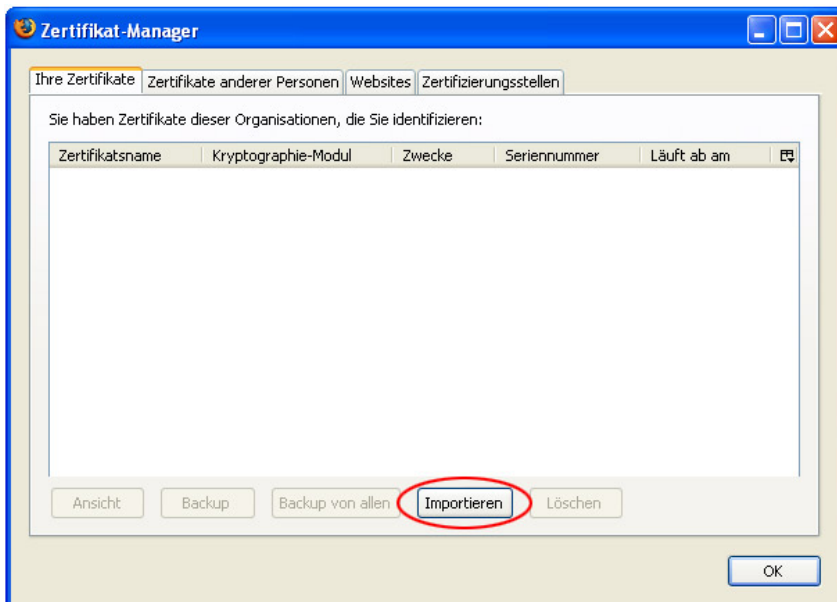 Zertifikat-Manager
Ihre Zertifikate Zertifikate anderer Personen Websites Zertifizierungsstellen
Sie haben Zertifikate dieser Organisationen, die Sie identifizieren:
Zertifikatsname Kryptographie-Modul Zwecke Seriennummer Läuft ab am
Ansicht Backup Backup von allen Importieren Löschen
OK